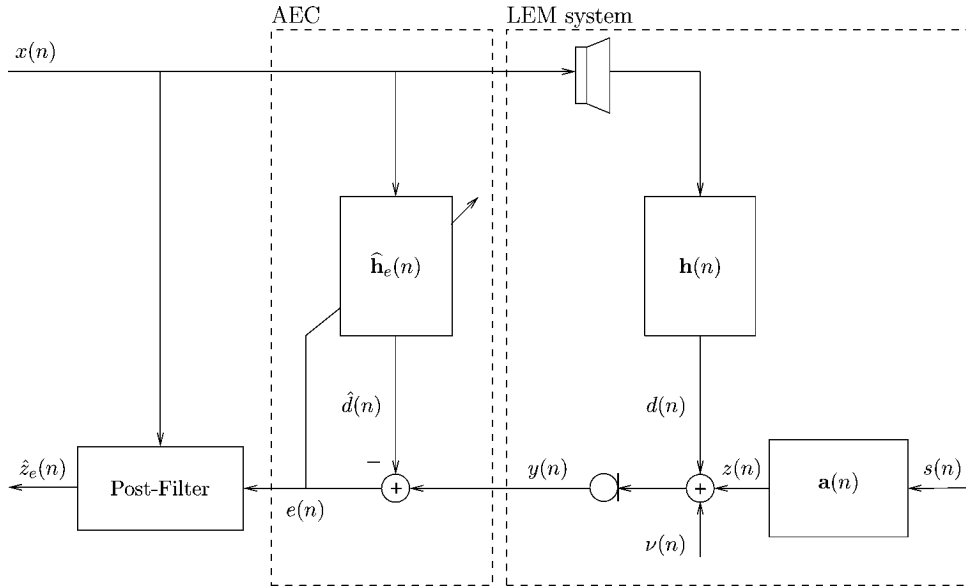 AEC
LEM system
x(n)
ĥₑ(n)
h(n)
d̂(n)
d(n)
ẑₑ(n)
Post-Filter
−
+
e(n)
y(n)
+
z(n)
a(n)
s(n)
ν(n)